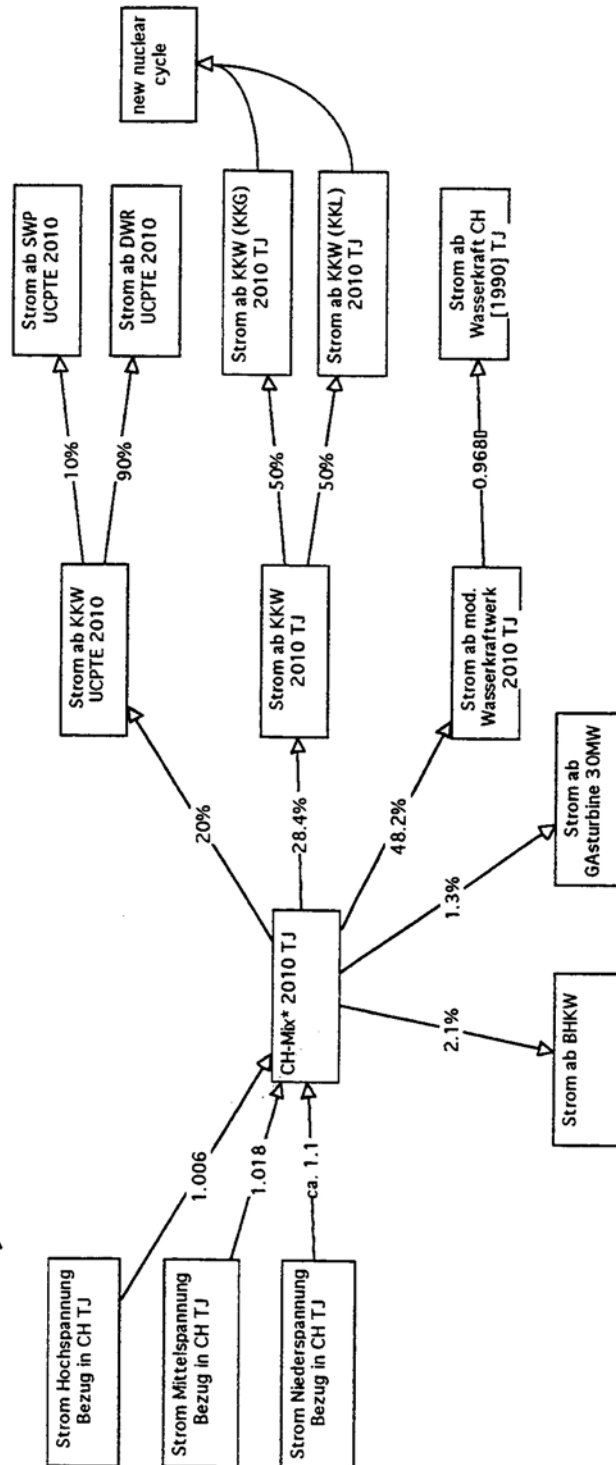 Strom Hochspannung
Bezug in CH TJ
Strom Mittelspannung
Bezug in CH TJ
Strom Niederspannung
Bezug in CH TJ
1.006
1.018
ca. 1.1
CH-Mix* 2010 TJ
20%
28.4%
48.2%
1.3%
2.1%
Strom ab KKW
UCPTE 2010
Strom ab KKW
2010 TJ
Strom ab mod.
Wasserkraftwerk
2010 TJ
Strom ab
GAsturbine 30MW
Strom ab BHKW
10%
90%
50%
50%
0.968▯
Strom ab SWP
UCPTE 2010
Strom ab DWR
UCPTE 2010
Strom ab KKW (KKG)
2010 TJ
Strom ab KKW (KKL)
2010 TJ
Strom ab
Wasserkraft CH
[1990] TJ
new nuclear
cycle